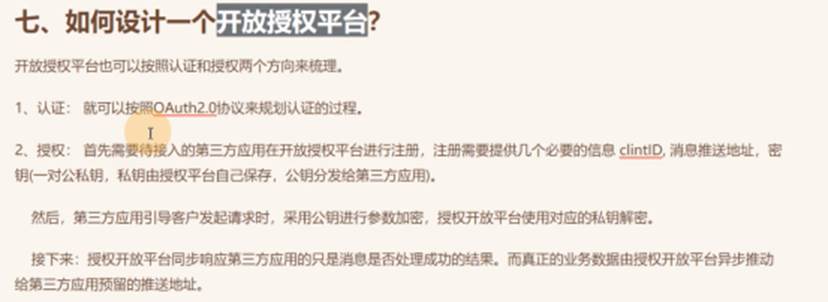 七、如何设计一个开放授权平台？
开放授权平台也可以按照认证和授权两个方向来梳理。
1、认证： 就可以按照OAuth2.0协议来规划认证的过程。
2、授权： 首先需要待接入的第三方应用在开放授权平台进行注册，注册需要提供几个必要的信息 clintID, 消息推送地址，密
钥(一对公私钥，私钥由授权平台自己保存，公钥分发给第三方应用)。
然后，第三方应用引导客户发起请求时，采用公钥进行参数加密，授权开放平台使用对应的私钥解密。
接下来：授权开放平台同步响应第三方应用的只是消息是否处理成功的结果。而真正的业务数据由授权开放平台异步推动
给第三方应用预留的推送地址。